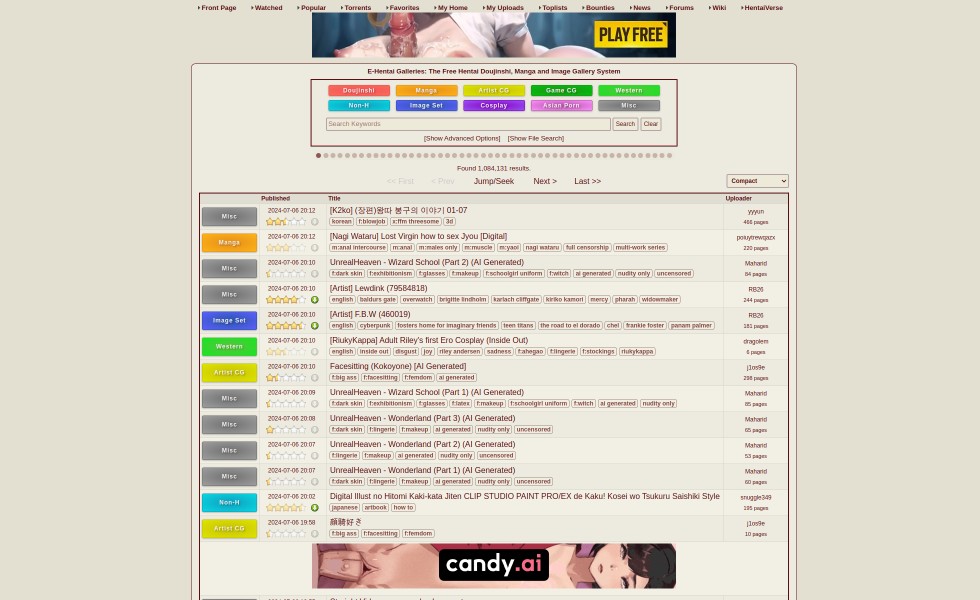 Front Page Watched Popular Torrents Favorites My Home My Uploads Toplists Bounties News Forums Wiki HentaiVerse
PLAY FREE
E-Hentai Galleries: The Free Hentai Doujinshi, Manga and Image Gallery System
Doujinshi Manga Artist CG Game CG Western
Non-H Image Set Cosplay Asian Porn Misc
Search Keywords Search Clear
[Show Advanced Options] [Show File Search]
Found 1,084,131 results.
<< First < Prev Jump/Seek Next > Last >> Compact
Published Title Uploader
Misc 2024-07-06 20:12 [K2ko] (장편)왕따 봉구의 이야기 01-07 yyyun
korean f:blowjob x:ffm threesome 3d 466 pages
Manga 2024-07-06 20:12 [Nagi Wataru] Lost Virgin how to sex Jyou [Digital] poiuytrewqazx
m:anal intercourse m:anal m:males only m:muscle m:yaoi nagi wataru full censorship multi-work series 220 pages
Misc 2024-07-06 20:10 UnrealHeaven - Wizard School (Part 2) (AI Generated) Maharid
f:dark skin f:exhibitionism f:glasses f:makeup f:schoolgirl uniform f:witch ai generated nudity only uncensored 84 pages
Misc 2024-07-06 20:10 [Artist] Lewdink (79584818) RB26
english baldurs gate overwatch brigitte lindholm karlach cliffgate kiriko kamori mercy pharah widowmaker 244 pages
Image Set 2024-07-06 20:10 [Artist] F.B.W (460019) RB26
english cyberpunk fosters home for imaginary friends teen titans the road to el dorado chel frankie foster panam palmer 181 pages
Western 2024-07-06 20:10 [RiukyKappa] Adult Riley's first Ero Cosplay (Inside Out) dragolem
english inside out disgust joy riley andersen sadness f:ahegao f:lingerie f:stockings riukykappa 6 pages
Artist CG 2024-07-06 20:10 Facesitting (Kokoyone) [AI Generated] j1os9e
f:big ass f:facesitting f:femdom ai generated 298 pages
Misc 2024-07-06 20:09 UnrealHeaven - Wizard School (Part 1) (AI Generated) Maharid
f:dark skin f:exhibitionism f:glasses f:latex f:makeup f:schoolgirl uniform f:witch ai generated nudity only 85 pages
Misc 2024-07-06 20:08 UnrealHeaven - Wonderland (Part 3) (AI Generated) Maharid
f:dark skin f:lingerie f:makeup ai generated nudity only uncensored 65 pages
Misc 2024-07-06 20:07 UnrealHeaven - Wonderland (Part 2) (AI Generated) Maharid
f:lingerie f:makeup ai generated nudity only uncensored 53 pages
Misc 2024-07-06 20:07 UnrealHeaven - Wonderland (Part 1) (AI Generated) Maharid
f:dark skin f:lingerie f:makeup ai generated nudity only uncensored 60 pages
Non-H 2024-07-06 20:02 Digital Illust no Hitomi Kaki-kata Jiten CLIP STUDIO PAINT PRO/EX de Kaku! Kosei wo Tsukuru Saishiki Style snuggle349
japanese artbook how to 195 pages
Artist CG 2024-07-06 19:58 顔騎好き j1os9e
f:big ass f:facesitting f:femdom 10 pages
candy.ai